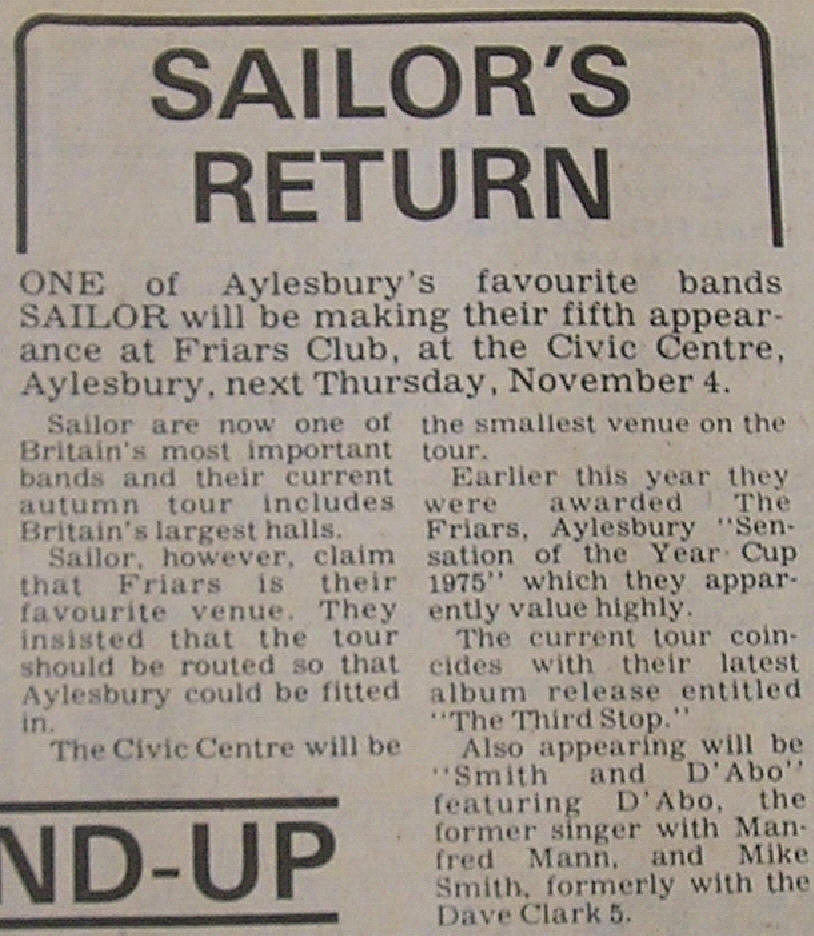 SAILOR'S
RETURN
ONE of Aylesbury's favourite bands
SAILOR will be making their fifth appear-
ance at Friars Club, at the Civic Centre,
Aylesbury, next Thursday, November 4.
Sailor are now one of
Britain's most important
bands and their current
autumn tour includes
Britain's largest halls.
Sailor, however, claim
that Friars is their
favourite venue. They
insisted that the tour
should be routed so that
Aylesbury could be fitted
in.
The Civic Centre will be
the smallest venue on the
tour.
Earlier this year they
were awarded The
Friars, Aylesbury "Sen-
sation of the Year Cup
1975" which they appar-
ently value highly.
The current tour coin-
cides with their latest
album release entitled
"The Third Stop."
Also appearing will be
"Smith and D'Abo"
featuring D'Abo, the
former singer with Man-
fred Mann, and Mike
Smith, formerly with the
Dave Clark 5.
ND-UP